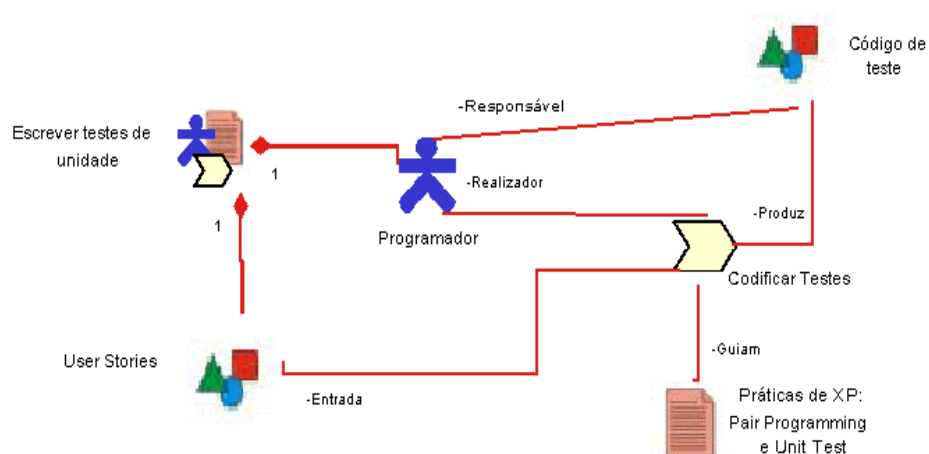 Código de
teste
-Responsável
Escrever testes de
unidade
1
-Realizador
1
-Produz
Programador
Codificar Testes
User Stories
-Guiam
-Entrada
Práticas de XP:
Pair Programming
e Unit Test